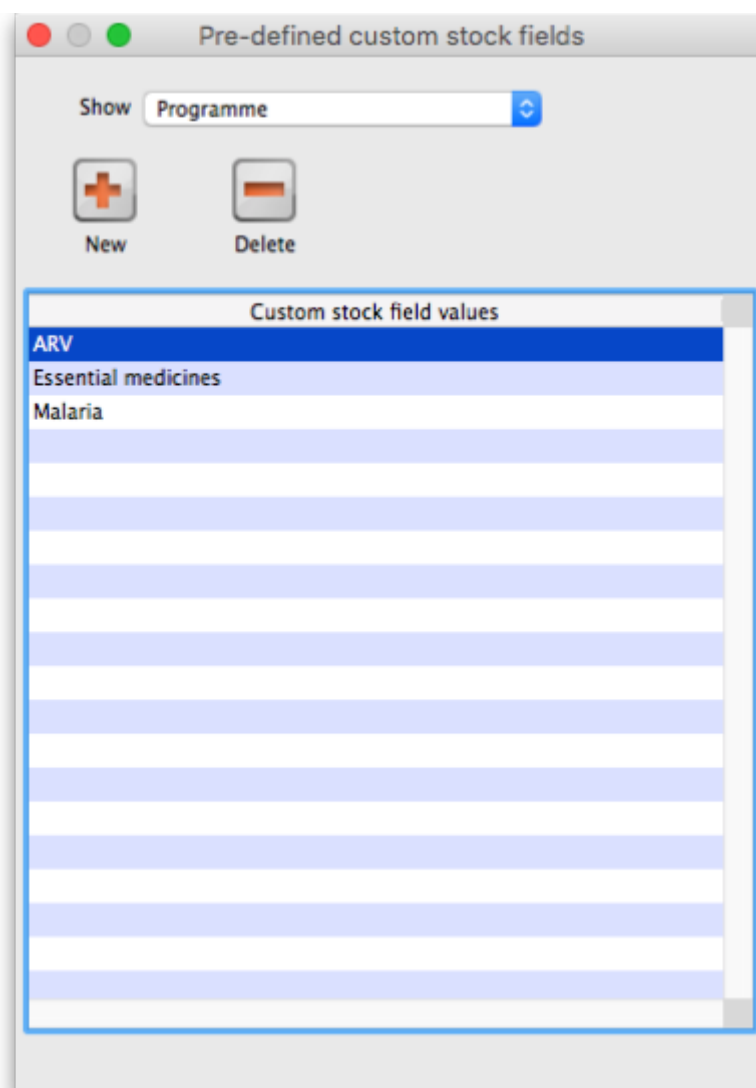 Pre-defined custom stock fields
Show Programme
New Delete
Custom stock field values
ARV
Essential medicines
Malaria